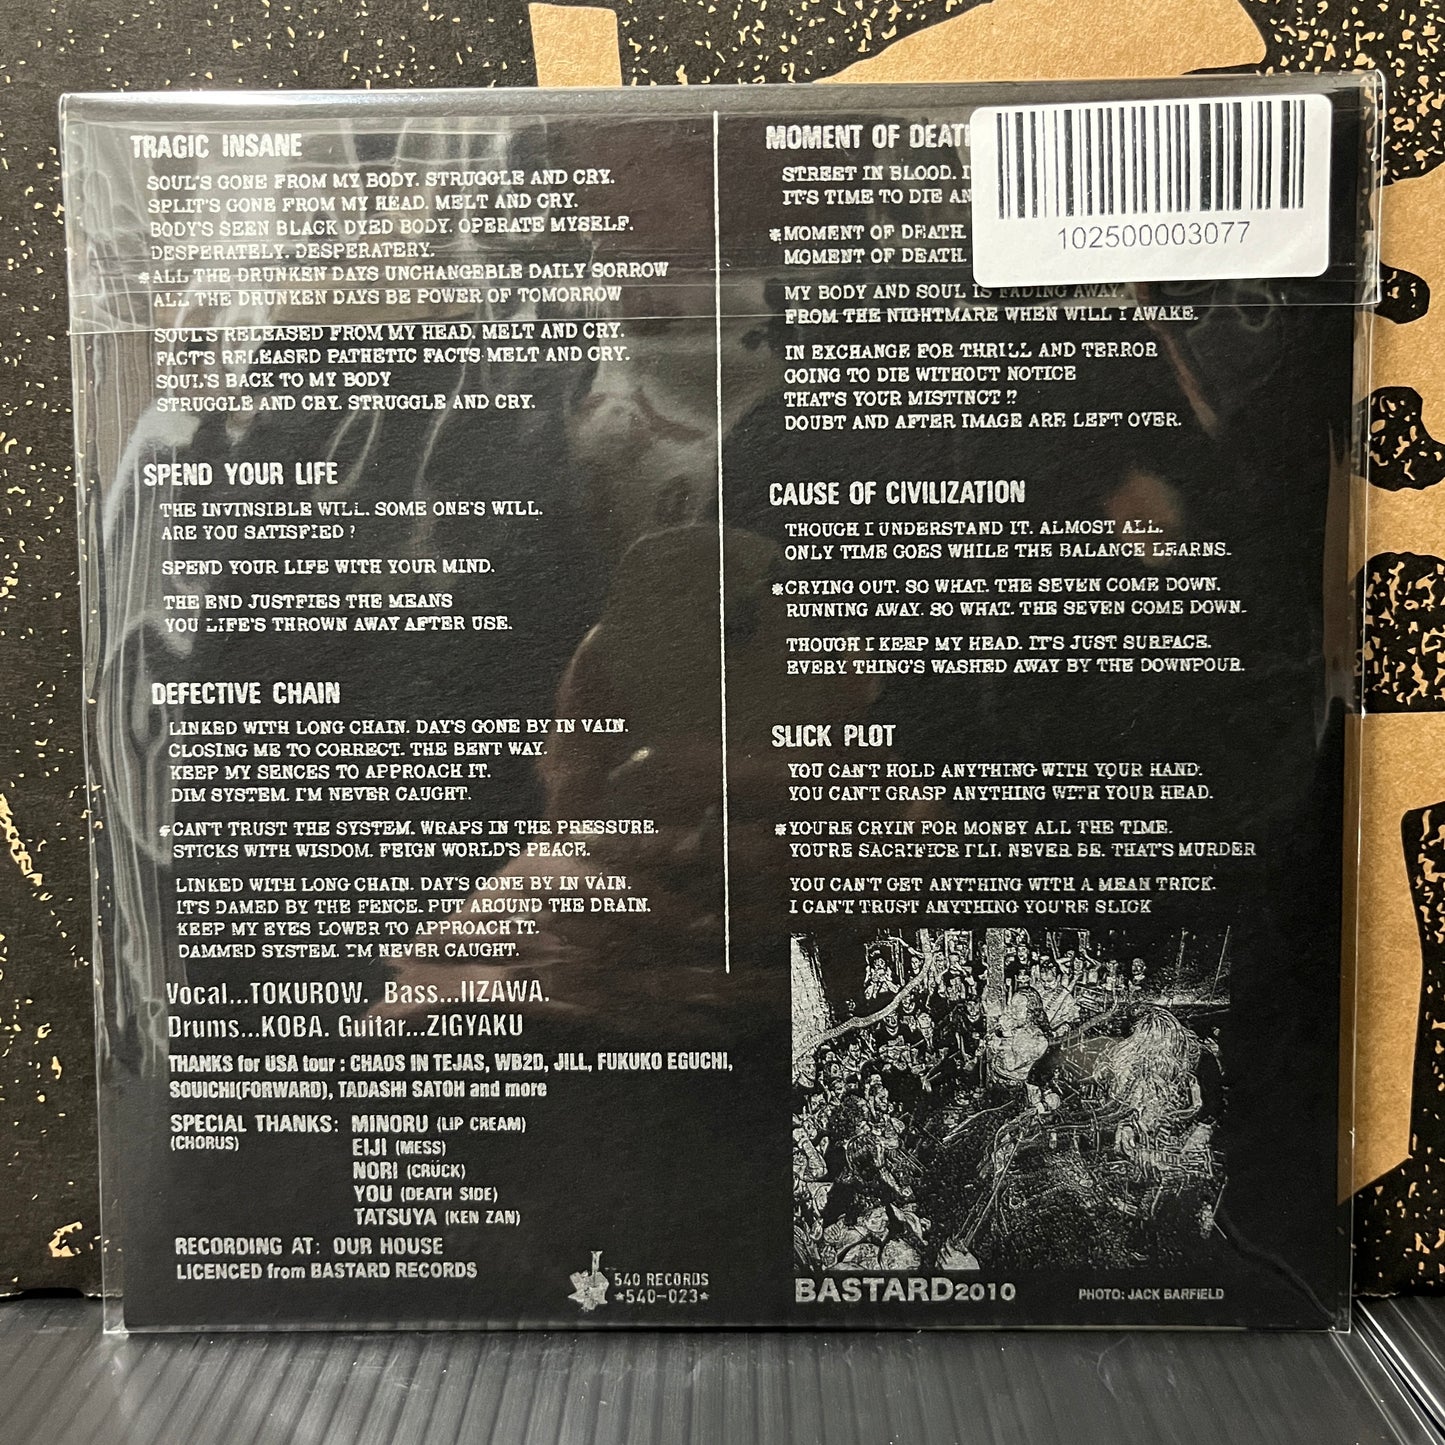 TRAGIC INSANE
SOUL'S GONE FROM MY BODY. STRUGGLE AND CRY.
SPLIT'S GONE FROM MY HEAD. MELT AND CRY.
BODY'S SEEN BLACK DYED BODY. OPERATE MYSELF.
DESPERATELY. DESPERATERY.
*ALL THE DRUNKEN DAYS UNCHANGEBLE DAILY SORROW
ALL THE DRUNKEN DAYS BE POWER OF TOMORROW
SOUL'S RELEASED FROM MY HEAD. MELT AND CRY.
FACT'S RELEASED PATHETIC FACTS MELT AND CRY.
SOUL'S BACK TO MY BODY
STRUGGLE AND CRY. STRUGGLE AND CRY.
SPEND YOUR LIFE
THE INVINSIBLE WILL. SOME ONE'S WILL.
ARE YOU SATISFIED ?
SPEND YOUR LIFE WITH YOUR MIND.
THE END JUSTFIES THE MEANS
YOU LIFE'S THROWN AWAY AFTER USE.
DEFECTIVE CHAIN
LINKED WITH LONG CHAIN. DAY'S GONE BY IN VAIN.
CLOSING ME TO CORRECT. THE BENT WAY.
KEEP MY SENCES TO APPROACH IT.
DIM SYSTEM. I'M NEVER CAUGHT.
*CAN'T TRUST THE SYSTEM. WRAPS IN THE PRESSURE.
STICKS WITH WISDOM. FEIGN WORLD'S PEACE.
LINKED WITH LONG CHAIN. DAY'S GONE BY IN VAIN.
IT'S DAMED BY THE FENCE. PUT AROUND THE DRAIN.
KEEP MY EYES LOWER TO APPROACH IT.
DAMMED SYSTEM. I'M NEVER CAUGHT.
Vocal...TOKUROW. Bass...IIZAWA.
Drums...KOBA. Guitar...ZIGYAKU
THANKS for USA tour : CHAOS IN TEJAS, WB2D, JILL, FUKUKO EGUCHI,
SOUICHI(FORWARD), TADASHI SATOH and more
SPECIAL THANKS: MINORU (LIP CREAM)
(CHORUS)
EIJI (MESS)
NORI (CRÜCK)
YOU (DEATH SIDE)
TATSUYA (KEN ZAN)
RECORDING AT: OUR HOUSE
LICENCED from BASTARD RECORDS
540 RECORDS
*540-023*
MOMENT OF DEATH
STREET IN BLOOD.
IT'S TIME TO DIE
*MOMENT OF DEATH.
MOMENT OF DEATH.
MY BODY AND SOUL IS FADING AWAY.
FROM THE NIGHTMARE WHEN WILL I AWAKE.
IN EXCHANGE FOR THRILL AND TERROR
GOING TO DIE WITHOUT NOTICE
THAT'S YOUR MISTINCT !?
DOUBT AND AFTER IMAGE ARE LEFT OVER.
CAUSE OF CIVILIZATION
THOUGH I UNDERSTAND IT. ALMOST ALL.
ONLY TIME GOES WHILE THE BALANCE LEARNS.
*CRYING OUT. SO WHAT. THE SEVEN COME DOWN.
RUNNING AWAY. SO WHAT. THE SEVEN COME DOWN.
THOUGH I KEEP MY HEAD. IT'S JUST SURFACE.
EVERY THING'S WASHED AWAY BY THE DOWNPOUR.
SLICK PLOT
YOU CAN'T HOLD ANYTHING WITH YOUR HAND.
YOU CAN'T GRASP ANYTHING WITH YOUR HEAD.
*YOU'RE CRYIN FOR MONEY ALL THE TIME.
YOU'RE SACRIFICE I'LL NEVER BE. THAT'S MURDER
YOU CAN'T GET ANYTHING WITH A MEAN TRICK.
I CAN'T TRUST ANYTHING YOU'RE SLICK
BASTARD2010
PHOTO: JACK BARFIELD
102500003077